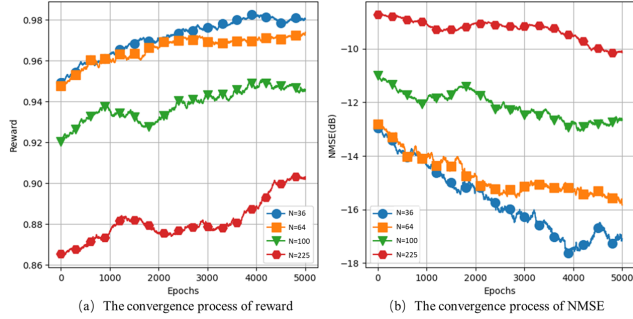 0.98
0.96
0.94
0.92
0.90
0.88
0.86
Reward
0 1000 2000 3000 4000 5000
Epochs
N=36
N=64
N=100
N=225
(a) The convergence process of reward
−10
−12
−14
−16
−18
NMSE(dB)
0 1000 2000 3000 4000 5000
Epochs
N=36
N=64
N=100
N=225
(b) The convergence process of NMSE